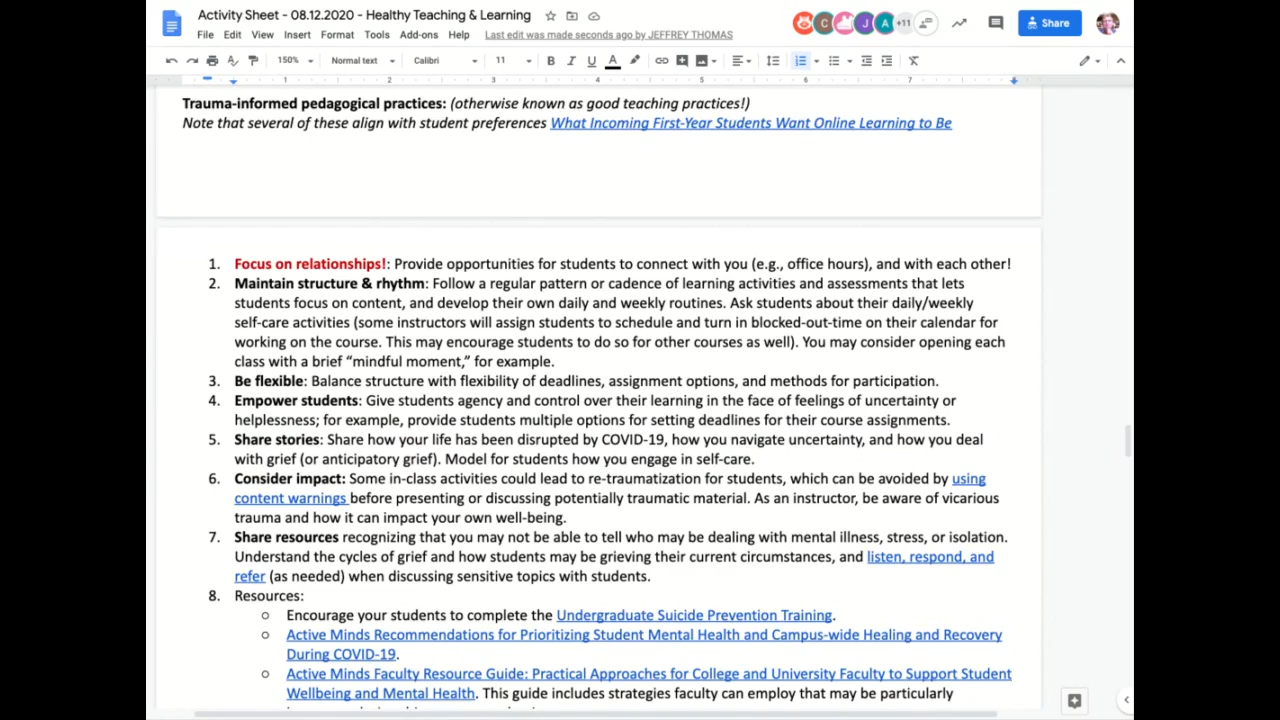 Activity Sheet - 08.12.2020 - Healthy Teaching & Learning
File Edit View Insert Format Tools Add-ons Help Last edit was made seconds ago by JEFFREY THOMAS
C J A +11 Share
150% Normal text Calibri 11 B I U A
1 2 3 4 5 6 7
Trauma-informed pedagogical practices: (otherwise known as good teaching practices!)
Note that several of these align with student preferences What Incoming First-Year Students Want Online Learning to Be
1. Focus on relationships!: Provide opportunities for students to connect with you (e.g., office hours), and with each other!
2. Maintain structure & rhythm: Follow a regular pattern or cadence of learning activities and assessments that lets
students focus on content, and develop their own daily and weekly routines. Ask students about their daily/weekly
self-care activities (some instructors will assign students to schedule and turn in blocked-out-time on their calendar for
working on the course. This may encourage students to do so for other courses as well). You may consider opening each
class with a brief “mindful moment,” for example.
3. Be flexible: Balance structure with flexibility of deadlines, assignment options, and methods for participation.
4. Empower students: Give students agency and control over their learning in the face of feelings of uncertainty or
helplessness; for example, provide students multiple options for setting deadlines for their course assignments.
5. Share stories: Share how your life has been disrupted by COVID-19, how you navigate uncertainty, and how you deal
with grief (or anticipatory grief). Model for students how you engage in self-care.
6. Consider impact: Some in-class activities could lead to re-traumatization for students, which can be avoided by using
content warnings before presenting or discussing potentially traumatic material. As an instructor, be aware of vicarious
trauma and how it can impact your own well-being.
7. Share resources recognizing that you may not be able to tell who may be dealing with mental illness, stress, or isolation.
Understand the cycles of grief and how students may be grieving their current circumstances, and listen, respond, and
refer (as needed) when discussing sensitive topics with students.
8. Resources:
○ Encourage your students to complete the Undergraduate Suicide Prevention Training.
○ Active Minds Recommendations for Prioritizing Student Mental Health and Campus-wide Healing and Recovery
During COVID-19.
○ Active Minds Faculty Resource Guide: Practical Approaches for College and University Faculty to Support Student
Wellbeing and Mental Health. This guide includes strategies faculty can employ that may be particularly